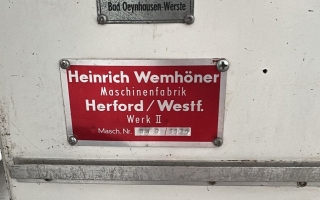 Bad Oeynhausen-Werste
Heinrich Wemhöner
Maschinenfabrik
Herford/Westf.
Werk II
Masch. Nr.